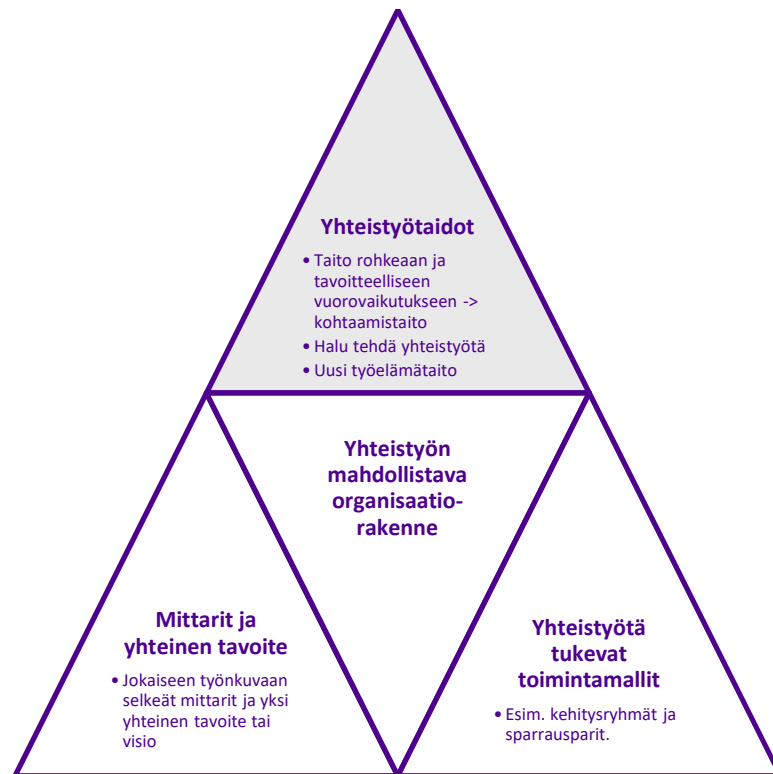 Yhteistyötaidot
• Taito rohkeaan ja
tavoitteelliseen
vuorovaikutukseen ->
kohtaamistaito
• Halu tehdä yhteistyötä
• Uusi työelämätaito
Yhteistyön
mahdollistava
organisaatio-
rakenne
Mittarit ja
yhteinen tavoite
• Jokaiseen työnkuvaan
selkeät mittarit ja yksi
yhteinen tavoite tai
visio
Yhteistyötä
tukevat
toimintamallit
• Esim. kehitysryhmät ja
sparrausparit.